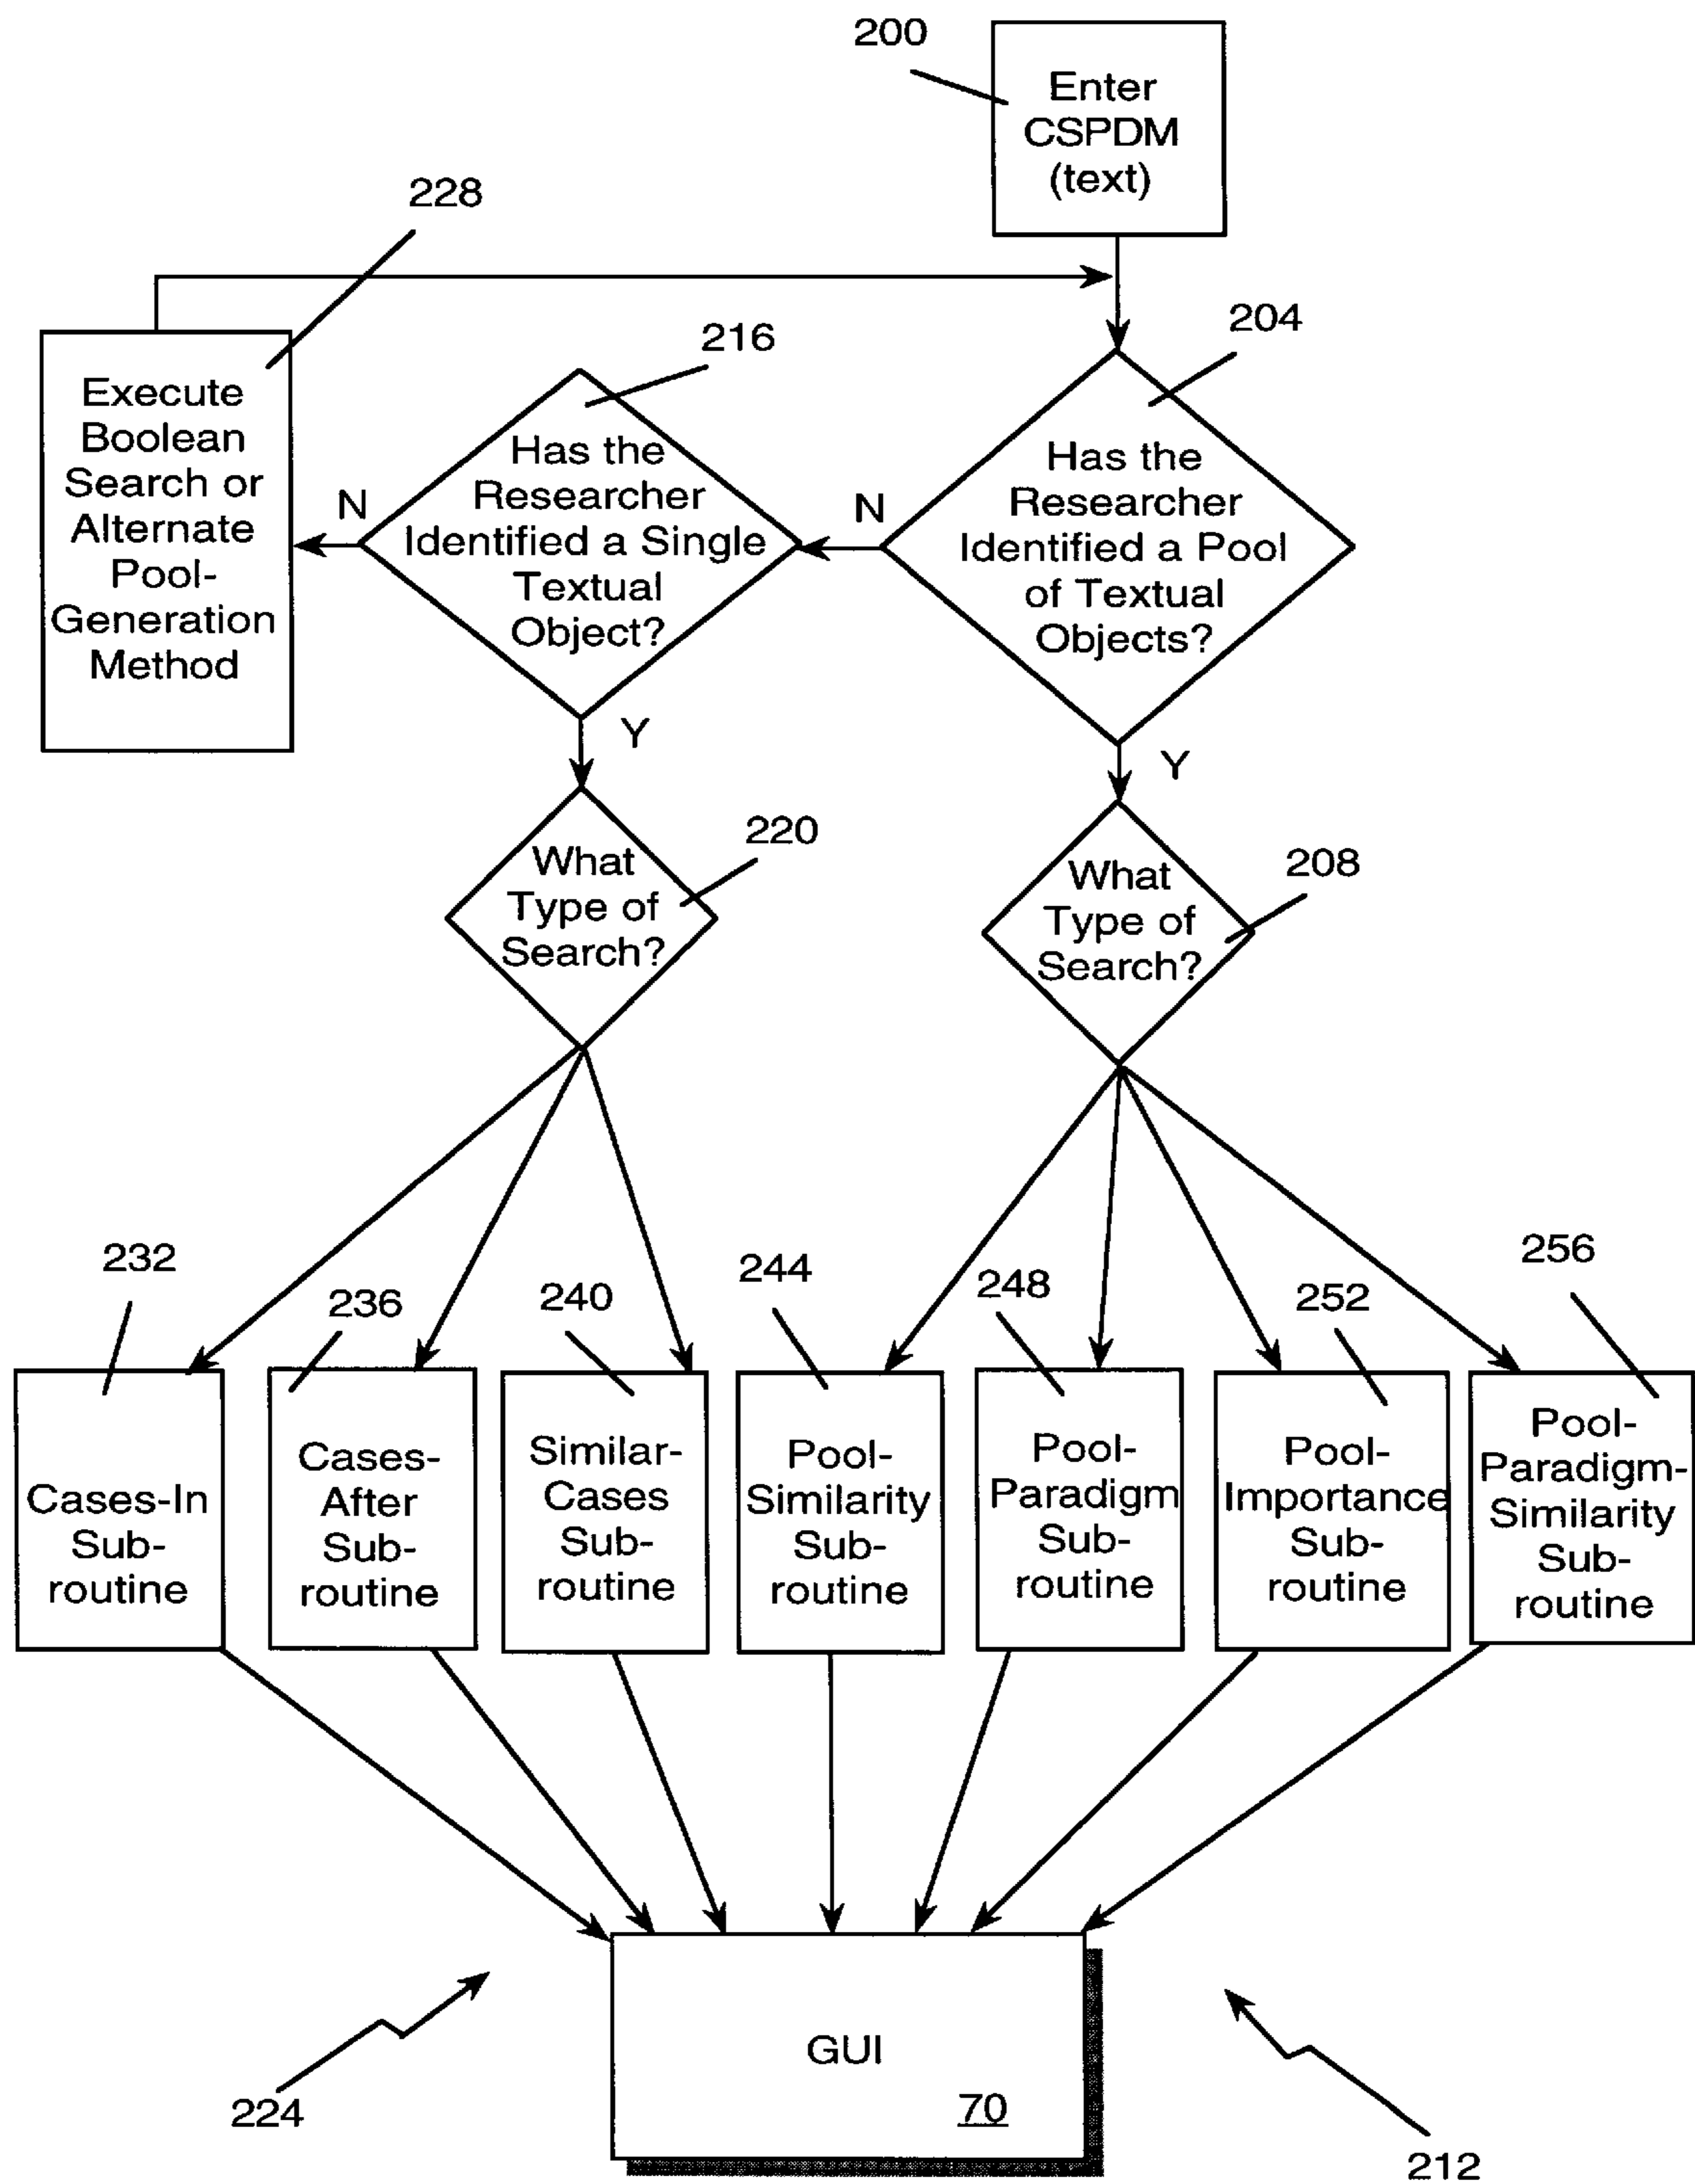 200
Enter
CSPDM
(text)
228
204
216
Execute
Boolean
Search or
Alternate
Pool-
Generation
Method
N
Has the
Researcher
Identified a Single
Textual
Object?
N
Has the
Researcher
Identified a Pool
of Textual
Objects?
Y
Y
220
What
Type of
Search?
208
What
Type of
Search?
232
236
240
244
248
252
256
Cases-In
Sub-
routine
Cases-
After
Sub-
routine
Similar-
Cases
Sub-
routine
Pool-
Similarity
Sub-
routine
Pool-
Paradigm
Sub-
routine
Pool-
Importance
Sub-
routine
Pool-
Paradigm-
Similarity
Sub-
routine
GUI
70
224
212